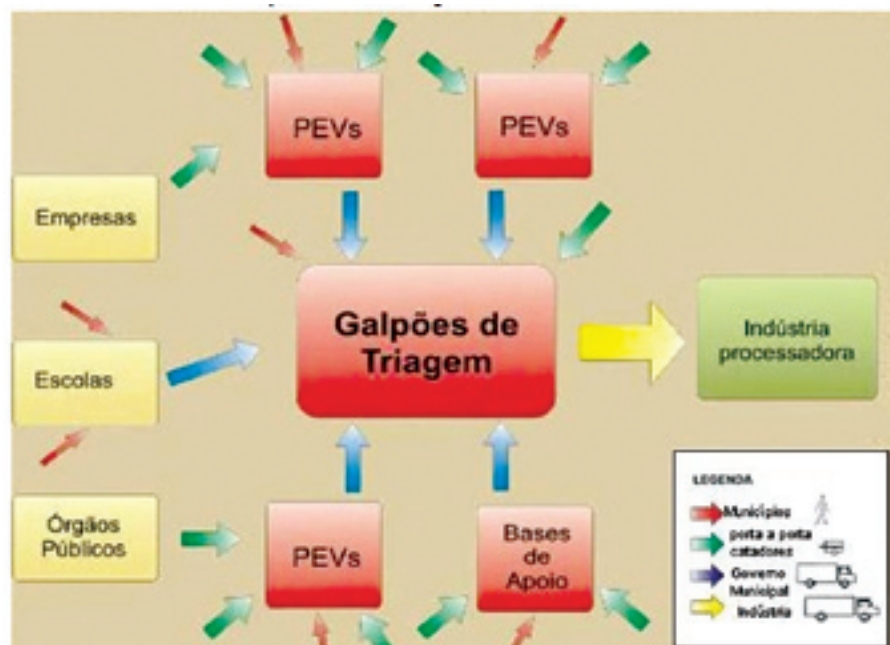 PEVs
PEVs
Empresas
Galpões de
Triagem
Indústria
processadora
Escolas
Órgãos
Públicos
PEVs
Bases
de
Apoio
LEGENDA
Municípios
porta a porta
catadores
Governo
Municipal
Indústria